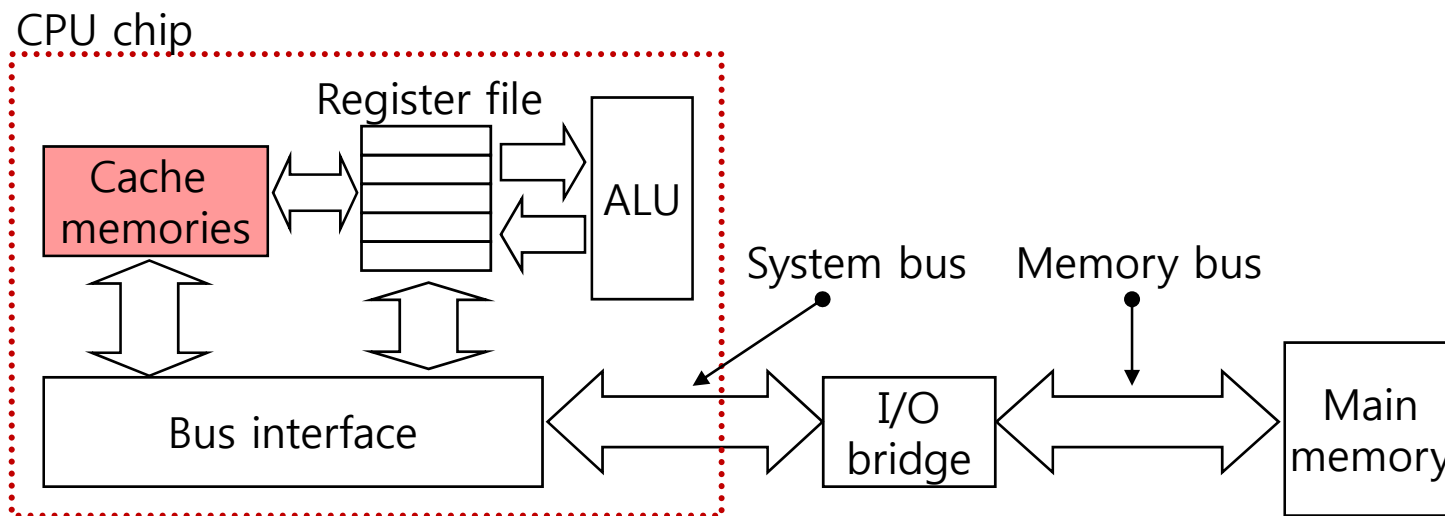 CPU chip
Register file
Cache
memories
ALU
System bus
Memory bus
Bus interface
I/O
bridge
Main
memory